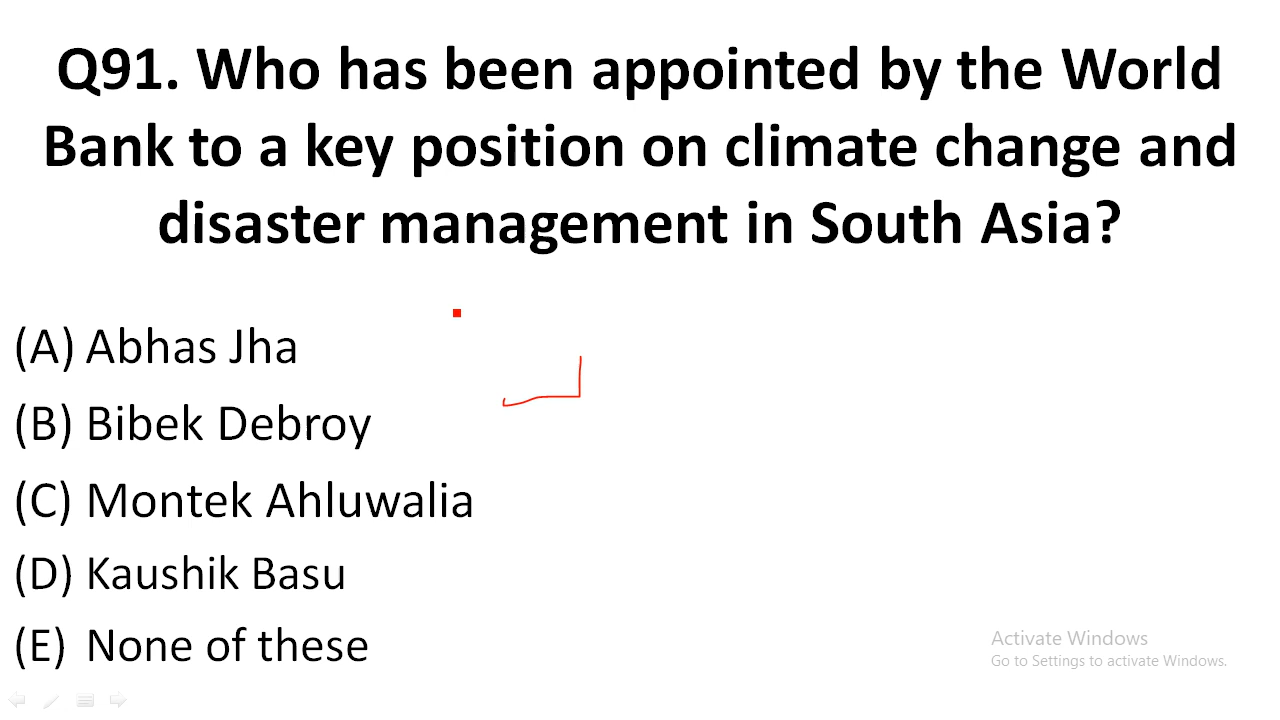 Q91. Who has been appointed by the World
Bank to a key position on climate change and
disaster management in South Asia?
(A) Abhas Jha
(B) Bibek Debroy
(C) Montek Ahluwalia
(D) Kaushik Basu
(E) None of these
Activate Windows
Go to Settings to activate Windows.